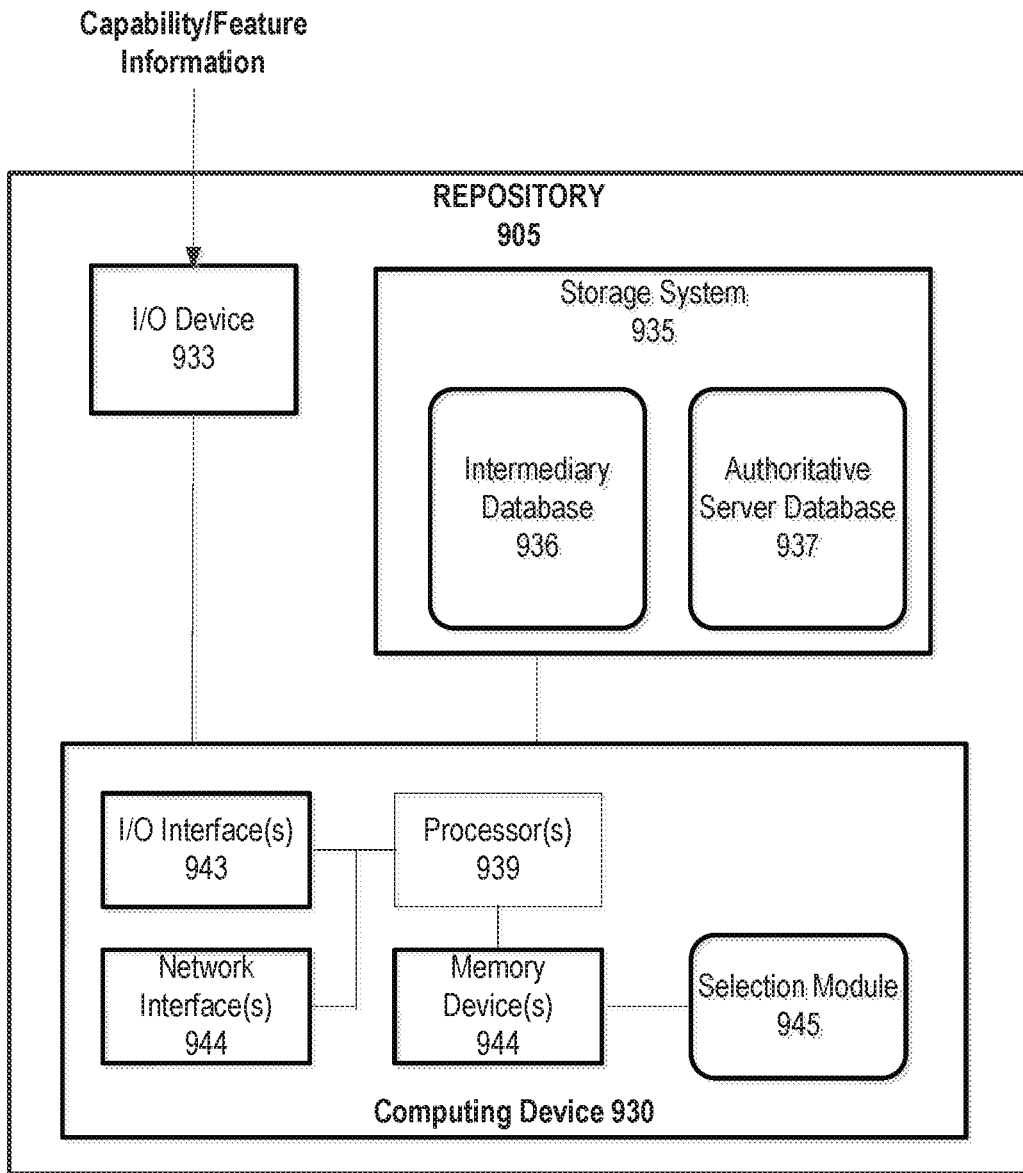 Capability/Feature
Information
REPOSITORY
905
I/O Device
933
Storage System
935
Intermediary
Database
936
Authoritative
Server Database
937
I/O Interface(s)
943
Processor(s)
939
Network
Interface(s)
944
Memory
Device(s)
944
Selection Module
945
Computing Device 930